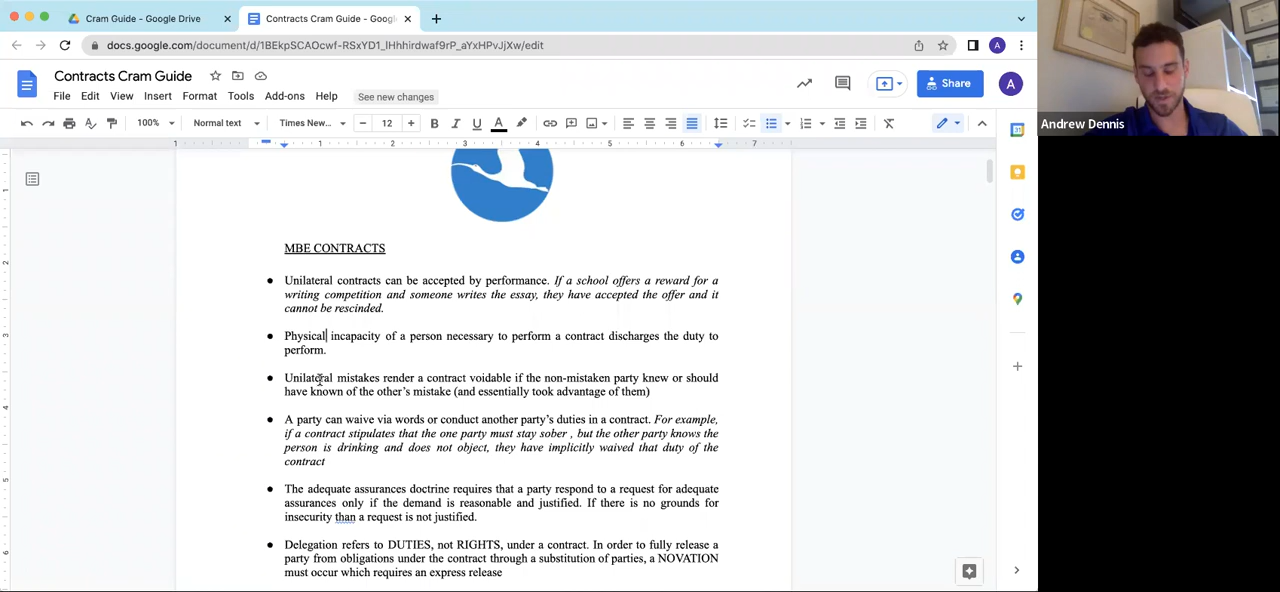 Cram Guide - Google Drive
Contracts Cram Guide - Goog
docs.google.com/document/d/1BEkpSCAOcwf-RSxYD1_IHhhirdwaf9rP_aYxHPvJjXw/edit
A
Contracts Cram Guide
Share
A
File Edit View Insert Format Add-ons Help See new changes
100% Normal text Times New... 12
1 1 2 3 4 5 6 7
Andrew Dennis
MBE CONTRACTS
● Unilateral contracts can be accepted by performance. If a school offers a reward for a
writing competition and someone writes the essay, they have accepted the offer and it
cannot be rescinded.
● Physical incapacity of a person necessary to perform a contract discharges the duty to
perform.
● Unilateral mistakes render a contract voidable if the non-mistaken party knew or should
have known of the other's mistake (and essentially took advantage of them)
● A party can waive via words or conduct another party's duties in a contract. For example,
if a contract stipulates that the one party must stay sober , but the other party knows the
person is drinking and does not object, they have implicitly waived that duty of the
contract
● The adequate assurances doctrine requires that a party respond to a request for adequate
assurances only if the demand is reasonable and justified. If there is no grounds for
insecurity than a request is not justified.
● Delegation refers to DUTIES, not RIGHTS, under a contract. In order to fully release a
party from obligations under the contract through a substitution of parties, a NOVATION
must occur which requires an express release